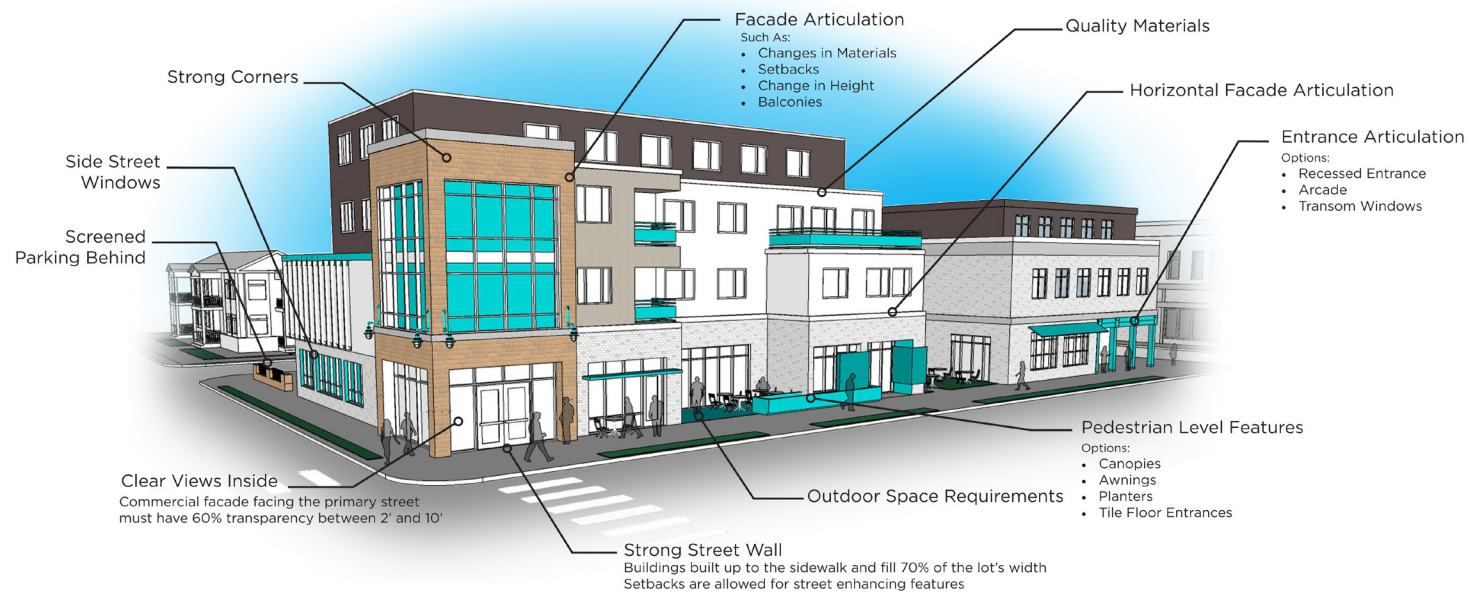 Facade Articulation
Such As:
• Changes in Materials
• Setbacks
• Change in Height
• Balconies
Quality Materials
Strong Corners
Horizontal Facade Articulation
Entrance Articulation
Options:
• Recessed Entrance
• Arcade
• Transom Windows
Side Street
Windows
Screened
Parking Behind
Pedestrian Level Features
Options:
• Canopies
• Awnings
• Planters
• Tile Floor Entrances
Clear Views Inside
Commercial facade facing the primary street
must have 60% transparency between 2' and 10'
Outdoor Space Requirements
Strong Street Wall
Buildings built up to the sidewalk and fill 70% of the lot's width
Setbacks are allowed for street enhancing features